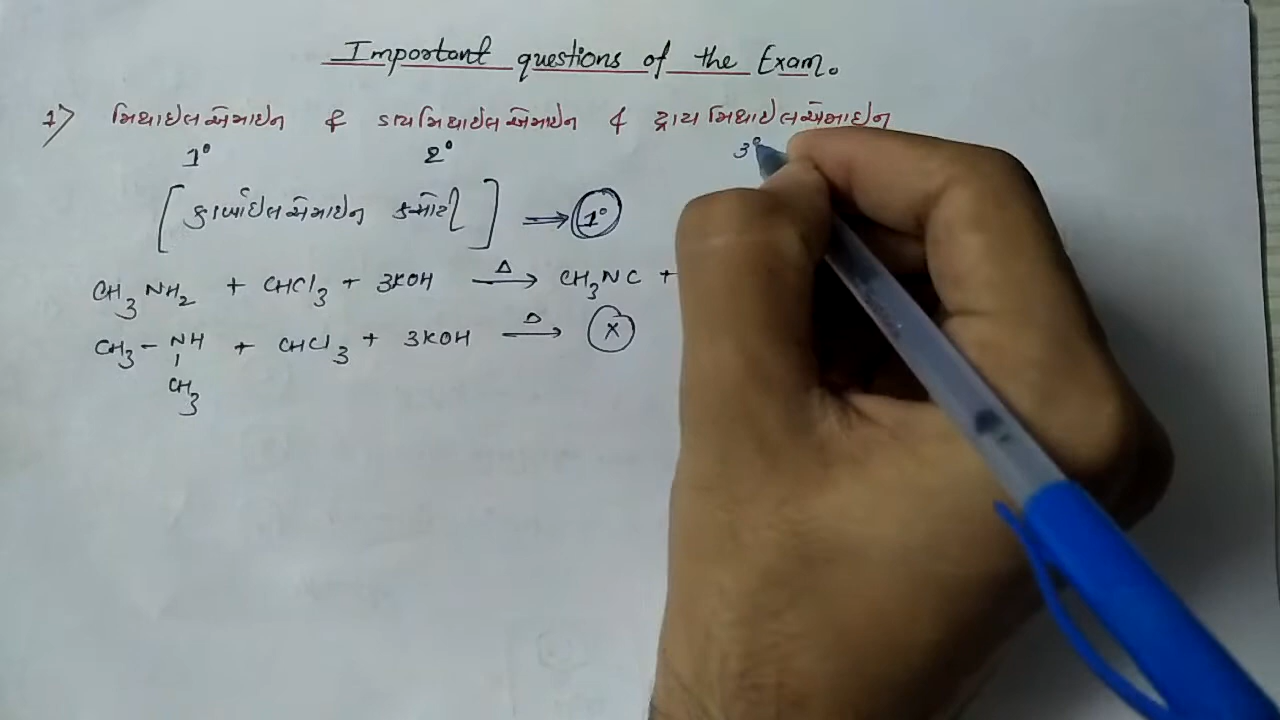 Important questions of the Exam.
1> મિથાઇલએમાઇન & ડાયમિથાઇલએમાઇન & ટ્રાયમિથાઇલએમાઇન
1° 2° 3°
[કાર્બાઇલએમાઇન કસોટી] ⟹ 1°
CH₃NH₂ + CHCl₃ + 3KOH —Δ→ CH₃NC +
CH₃ - NH + CHCl₃ + 3KOH —Δ→ X
CH₃